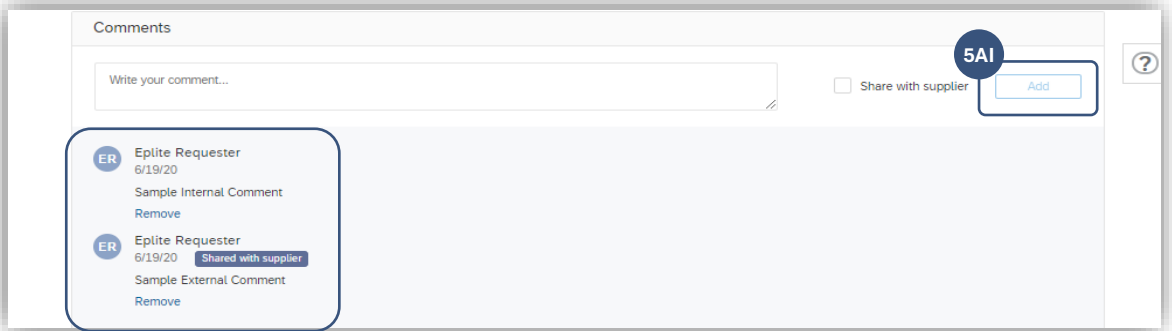 Comments
5AI
Write your comment...
Share with supplier
Add
?
ER
Eplite Requester
6/19/20
Sample Internal Comment
Remove
ER
Eplite Requester
6/19/20 Shared with supplier
Sample External Comment
Remove